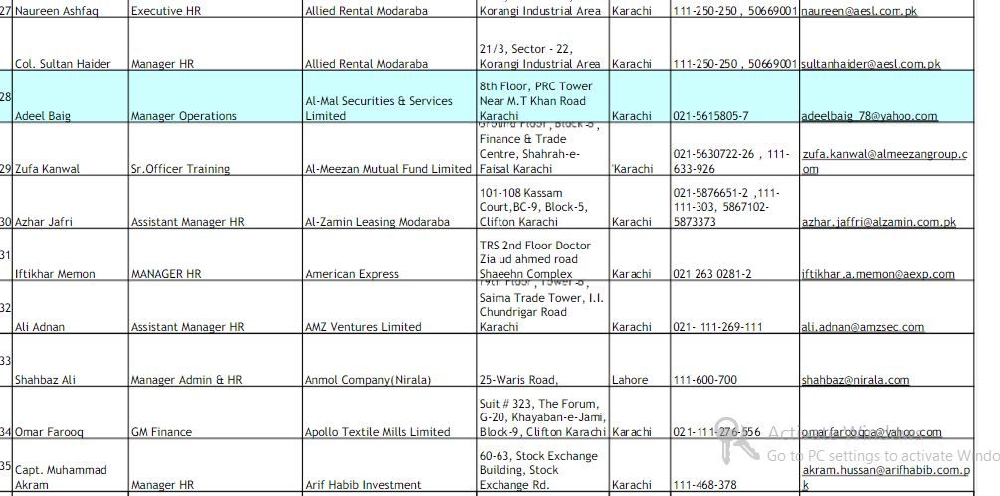 27 Naureen Ashfaq Executive HR Allied Rental Modaraba Korangi Industrial Area Karachi 111-250-250 , 50669001 naureen@aesl.com.pk
21/3, Sector - 22,
Col. Sultan Haider Manager HR Allied Rental Modaraba Korangi Industrial Area Karachi 111-250-250 , 50669001 sultanhaider@aesl.com.pk
28 8th Floor, PRC Tower
Al-Mal Securities & Services Near M.T Khan Road
Adeel Baig Manager Operations Limited Karachi Karachi 021-5615805-7 adeelbaig_78@yahoo.com
Ground Floor, Block-B,
Finance & Trade
Centre, Shahrah-e- 021-5630722-26 , 111- zufa.kanwal@almeezangroup.c
29 Zufa Kanwal Sr.Officer Training Al-Meezan Mutual Fund Limited Faisal Karachi 'Karachi 633-926 om
101-108 Kassam 021-5876651-2 ,111-
Court,BC-9, Block-5, 111-303, 5867102-
30 Azhar Jafri Assistant Manager HR Al-Zamin Leasing Modaraba Clifton Karachi Karachi 5873373 azhar.jaffri@alzamin.com.pk
TRS 2nd Floor Doctor
31 Zia ud ahmed road
Iftikhar Memon MANAGER HR American Express Shaeehn Complex Karachi 021 263 0281-2 iftikhar.a.memon@aexp.com
19th Floor , Tower-B ,
32 Saima Trade Tower, I.I.
Chundrigar Road
Ali Adnan Assistant Manager HR AMZ Ventures Limited Karachi Karachi 021- 111-269-111 ali.adnan@amzsec.com
33
Shahbaz Ali Manager Admin & HR Anmol Company(Nirala) 25-Waris Road, Lahore 111-600-700 shahbaz@nirala.com
Suit # 323, The Forum,
G-20, Khayaban-e-Jami,
34 Omar Farooq GM Finance Apollo Textile Mills Limited Block-9, Clifton Karachi Karachi 021-111-276-556 omarfarooqca@yahoo.com
Activate Windows
Go to PC settings to activate Windo
35 60-63, Stock Exchange
Capt. Muhammad Building, Stock akram.hussan@arifhabib.com.p
Akram Manager HR Arif Habib Investment Exchange Rd. Karachi 111-468-378 k